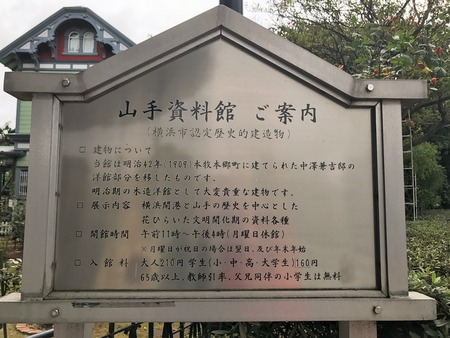 山手資料館 ご案内
(横浜市認定歴史的建造物)
□ 建物について
当館は明治42年(1909)本牧本郷町に建てられた中澤兼吉邸の
洋館部分を移したものです。
明治期の木造洋館として大変貴重な建物です。
□ 展示内容 横浜開港と山手の歴史を中心とした
花ひらいた文明開化期の資料各種
□ 開館時間 午前11時〜午後4時(月曜日休館)
※月曜日が祝日の場合は翌日、及び年末年始
□ 入館料 大人210円 学生(小・中・高・大学生)160円
65歳以上、教師引率、父兄同伴の小学生は無料